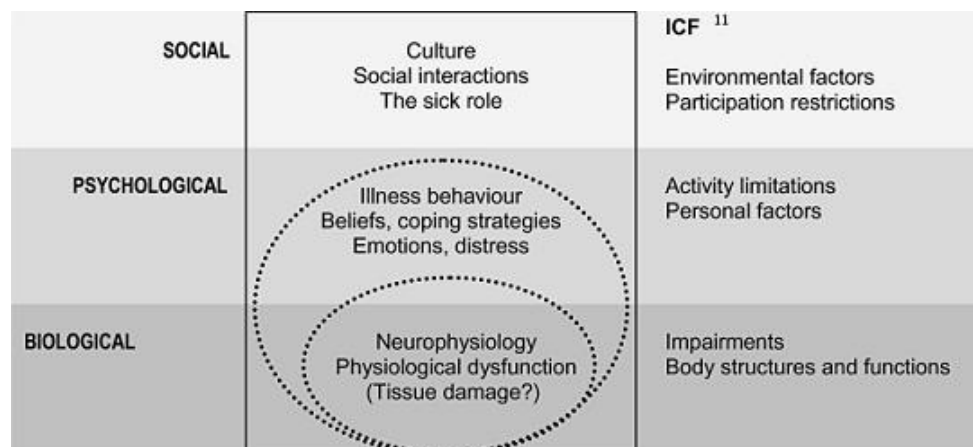 SOCIAL
Culture
Social interactions
The sick role
ICF 11
Environmental factors
Participation restrictions
PSYCHOLOGICAL
Illness behaviour
Beliefs, coping strategies
Emotions, distress
Activity limitations
Personal factors
BIOLOGICAL
Neurophysiology
Physiological dysfunction
(Tissue damage?)
Impairments
Body structures and functions